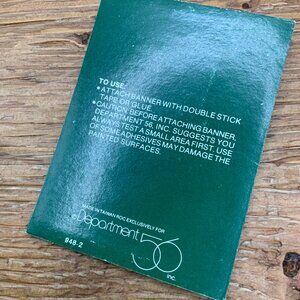 TO USE:
• ATTACH BANNER WITH DOUBLE STICK
TAPE OR GLUE.
• CAUTION: BEFORE ATTACHING BANNER,
DEPARTMENT 56, INC. SUGGESTS YOU
ALWAYS TEST A SMALL AREA FIRST. USE
OF SOME ADHESIVES MAY DAMAGE THE
PAINTED SURFACES.
MADE IN TAIWAN ROC EXCLUSIVELY FOR
© Department 56 inc.
848-2